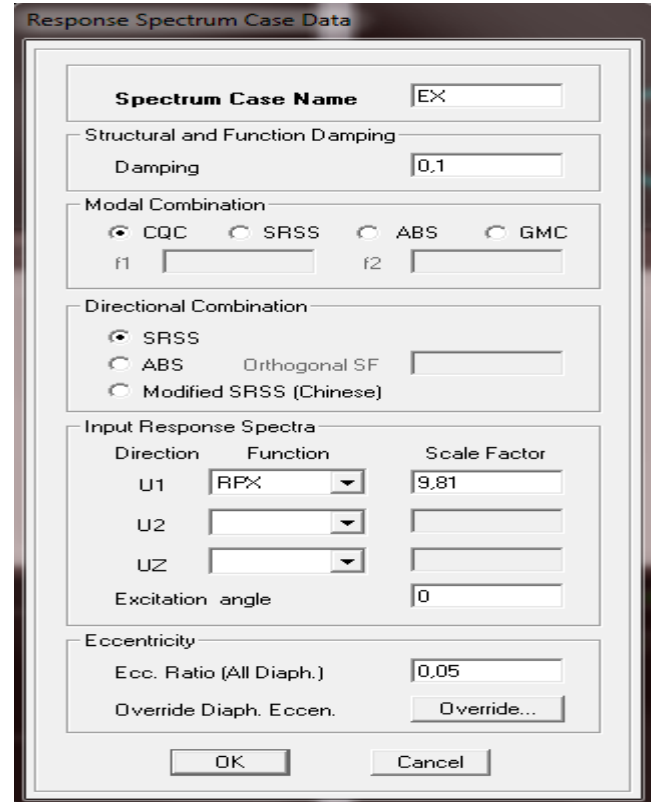 Response Spectrum Case Data
Spectrum Case Name EX
Structural and Function Damping
Damping 0,1
Modal Combination
CQC SRSS ABS GMC
f1 f2
Directional Combination
SRSS
ABS Orthogonal SF
Modified SRSS (Chinese)
Input Response Spectra
Direction Function Scale Factor
U1 RPX 9,81
U2
UZ
Excitation angle 0
Eccentricity
Ecc. Ratio (All Diaph.) 0,05
Override Diaph. Eccen. Override...
OK Cancel